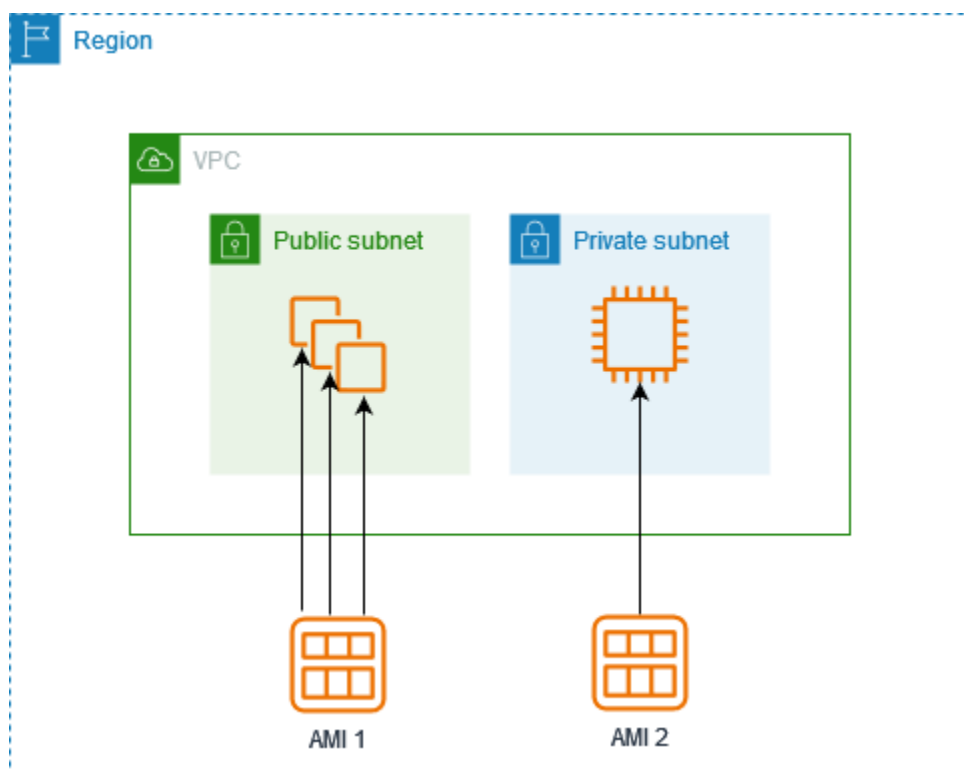 Region
VPC
Public subnet
Private subnet
AMI 1
AMI 2